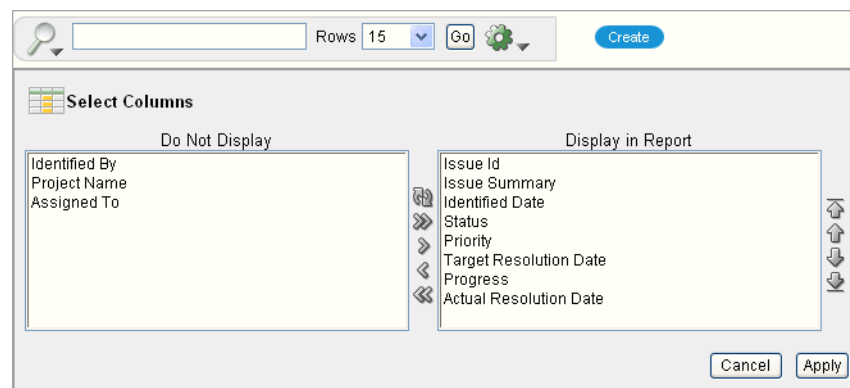 Rows 15 Go Create
Select Columns
Do Not Display
Identified By
Project Name
Assigned To
Display in Report
Issue Id
Issue Summary
Identified Date
Status
Priority
Target Resolution Date
Progress
Actual Resolution Date
Cancel Apply